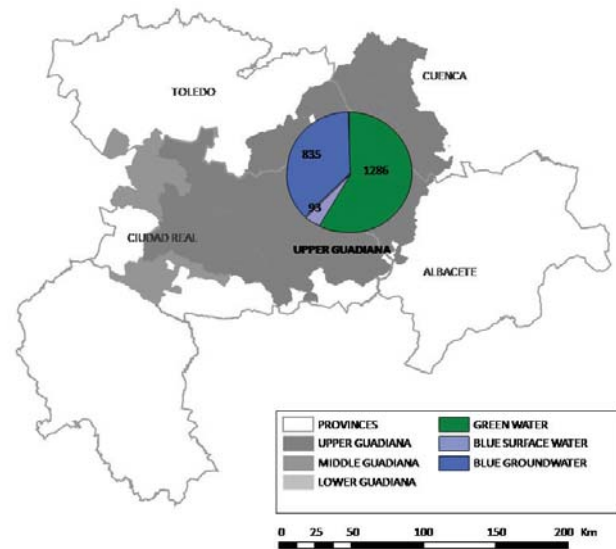 TOLEDO
CUENCA
835
1286
93
CIUDAD REAL
UPPER GUADIANA
ALBACETE
PROVINCES
UPPER GUADIANA
MIDDLE GUADIANA
LOWER GUADIANA
GREEN WATER
BLUE SURFACE WATER
BLUE GROUNDWATER
0 25 50 100 150 200 Km